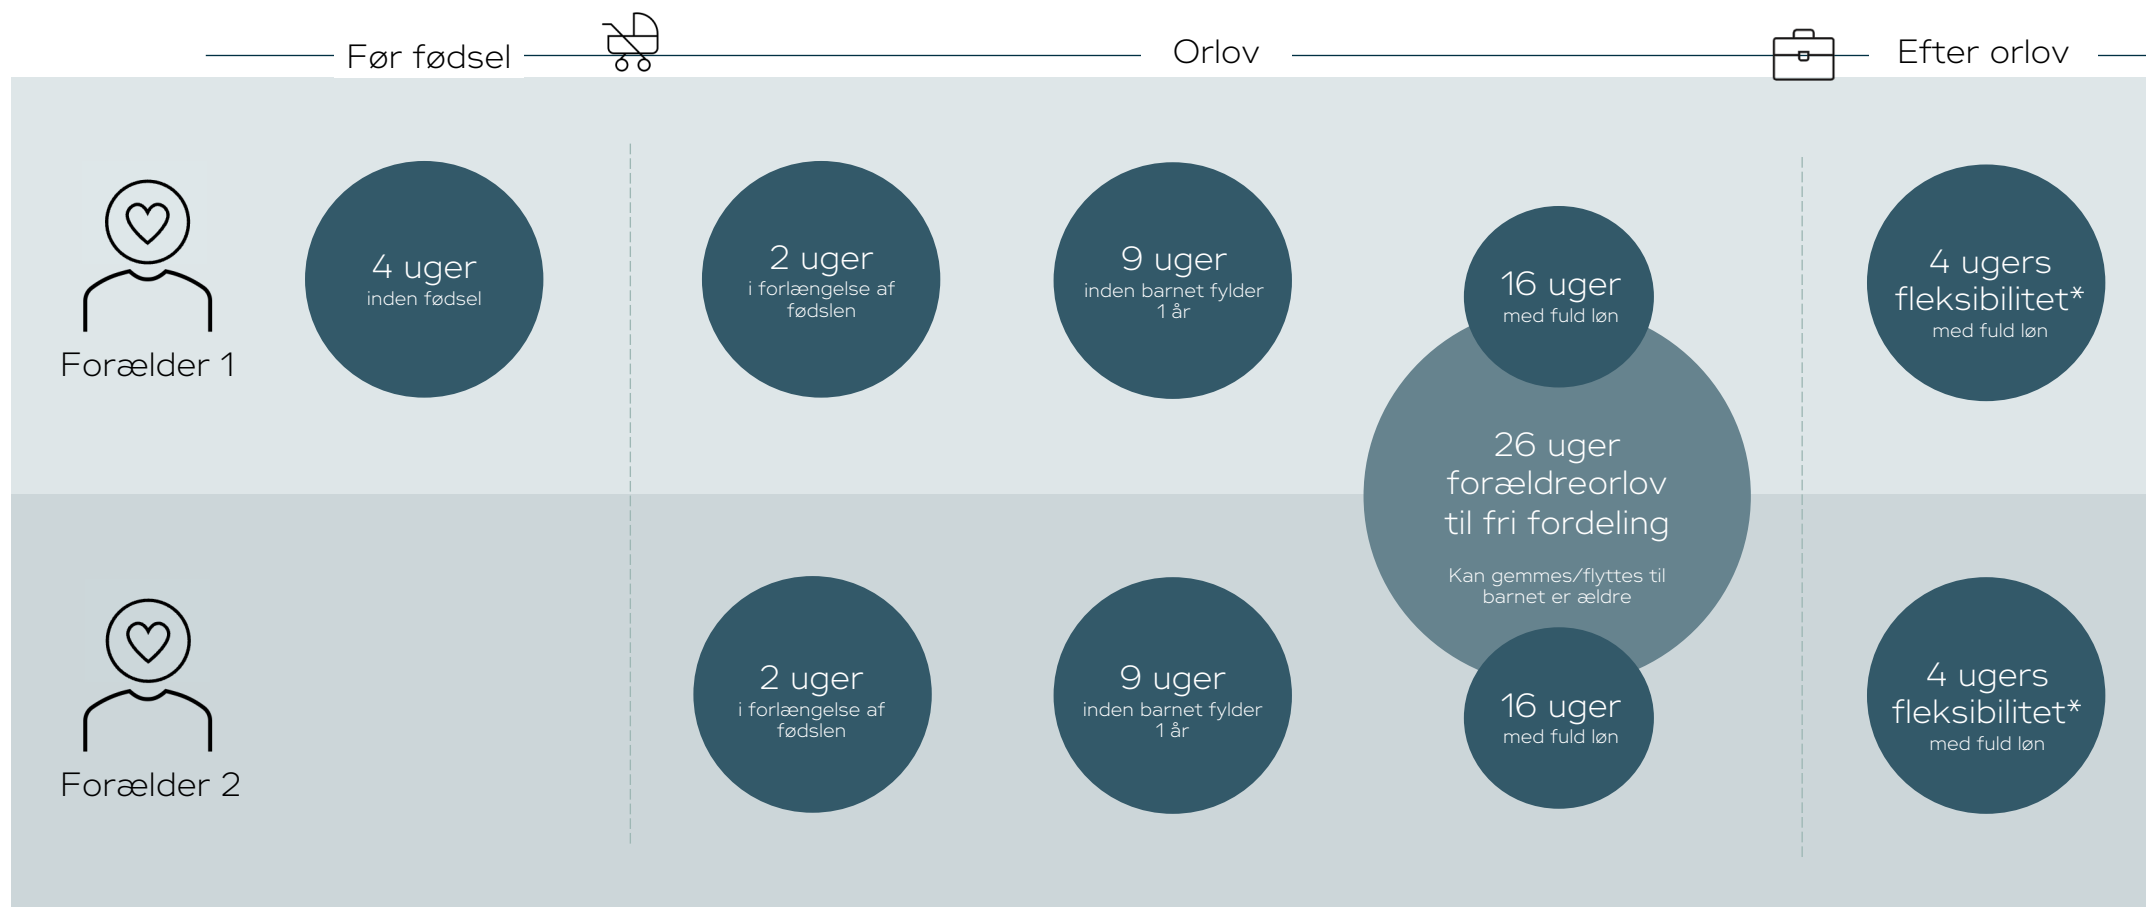 Før fødsel
Orlov
Efter orlov
Forælder 1
4 uger
inden fødsel
2 uger
i forlængelse af
fødslen
9 uger
inden barnet fylder
1 år
16 uger
med fuld løn
4 ugers
fleksibilitet*
med fuld løn
26 uger
forældreorlov
til fri fordeling
Kan gemmes/flyttes til
barnet er ældre
Forælder 2
2 uger
i forlængelse af
fødslen
9 uger
inden barnet fylder
1 år
16 uger
med fuld løn
4 ugers
fleksibilitet*
med fuld løn